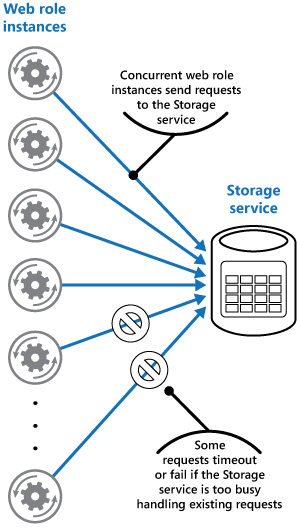 Web role
instances
Concurrent web role
instances send requests
to the Storage
service
Storage
service
Some
requests timeout
or fail if the Storage
service is too busy
handling existing requests